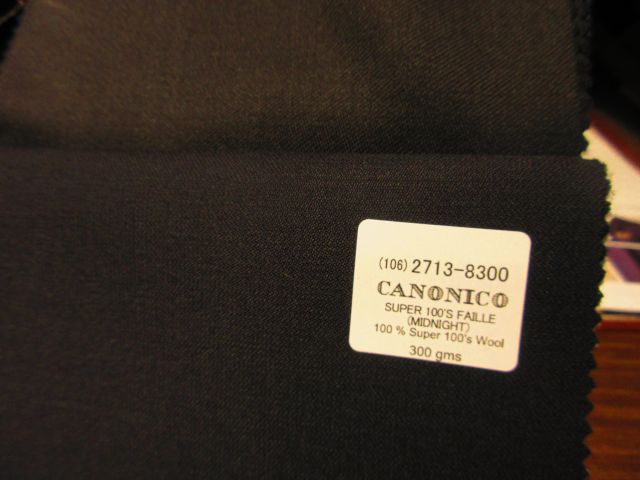 (106) 2713-8300
CANONICO
SUPER 100'S FAILLE
(MIDNIGHT)
100 % Super 100's Wool
300 gms